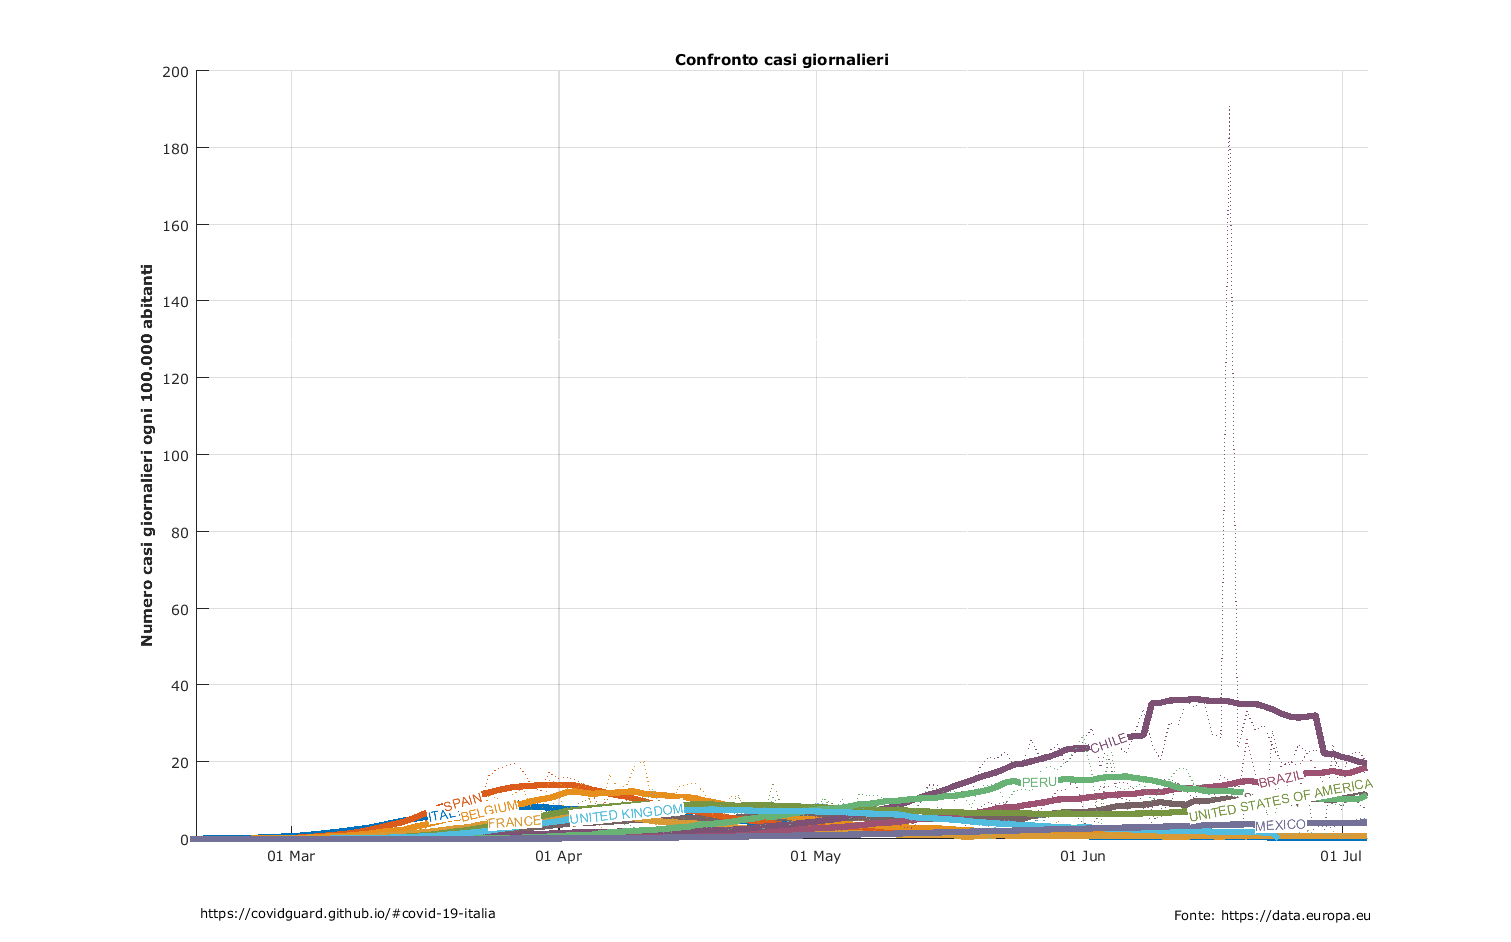 Confronto casi giornalieri
Numero casi giornalieri ogni 100.000 abitanti
200
180
160
140
120
100
80
60
40
20
0
CHILE
PERU
BRAZIL
UNITED STATES OF AMERICA
MEXICO
SPAIN
ITAL
BELGIUM
FRANCE
UNITED KINGDOM
01 Mar
01 Apr
01 May
01 Jun
01 Jul
https://covidguard.github.io/#covid-19-italia
Fonte: https://data.europa.eu